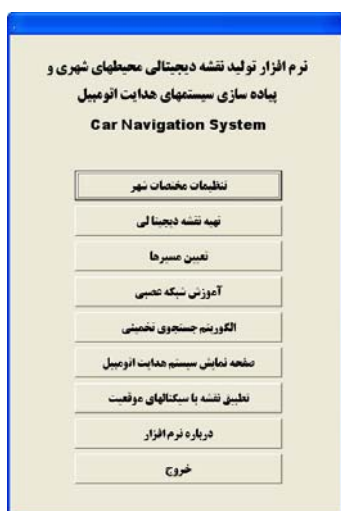 نرم افزار تولید نقشه دیجیتالی محیطهای شهری و
پیاده سازی سیستمهای هدایت اتومبیل
Car Navigation System
تنظیمات مختصات شهر
تهیه نقشه دیجیتالی
تعیین مسیرها
آموزش شبکه عصبی
الگوریتم جستجوی تخمینی
صفحه نمایش سیستم هدایت اتومبیل
تطبیق نقشه با سیگنالهای موقعیت
درباره نرم افزار
خروج